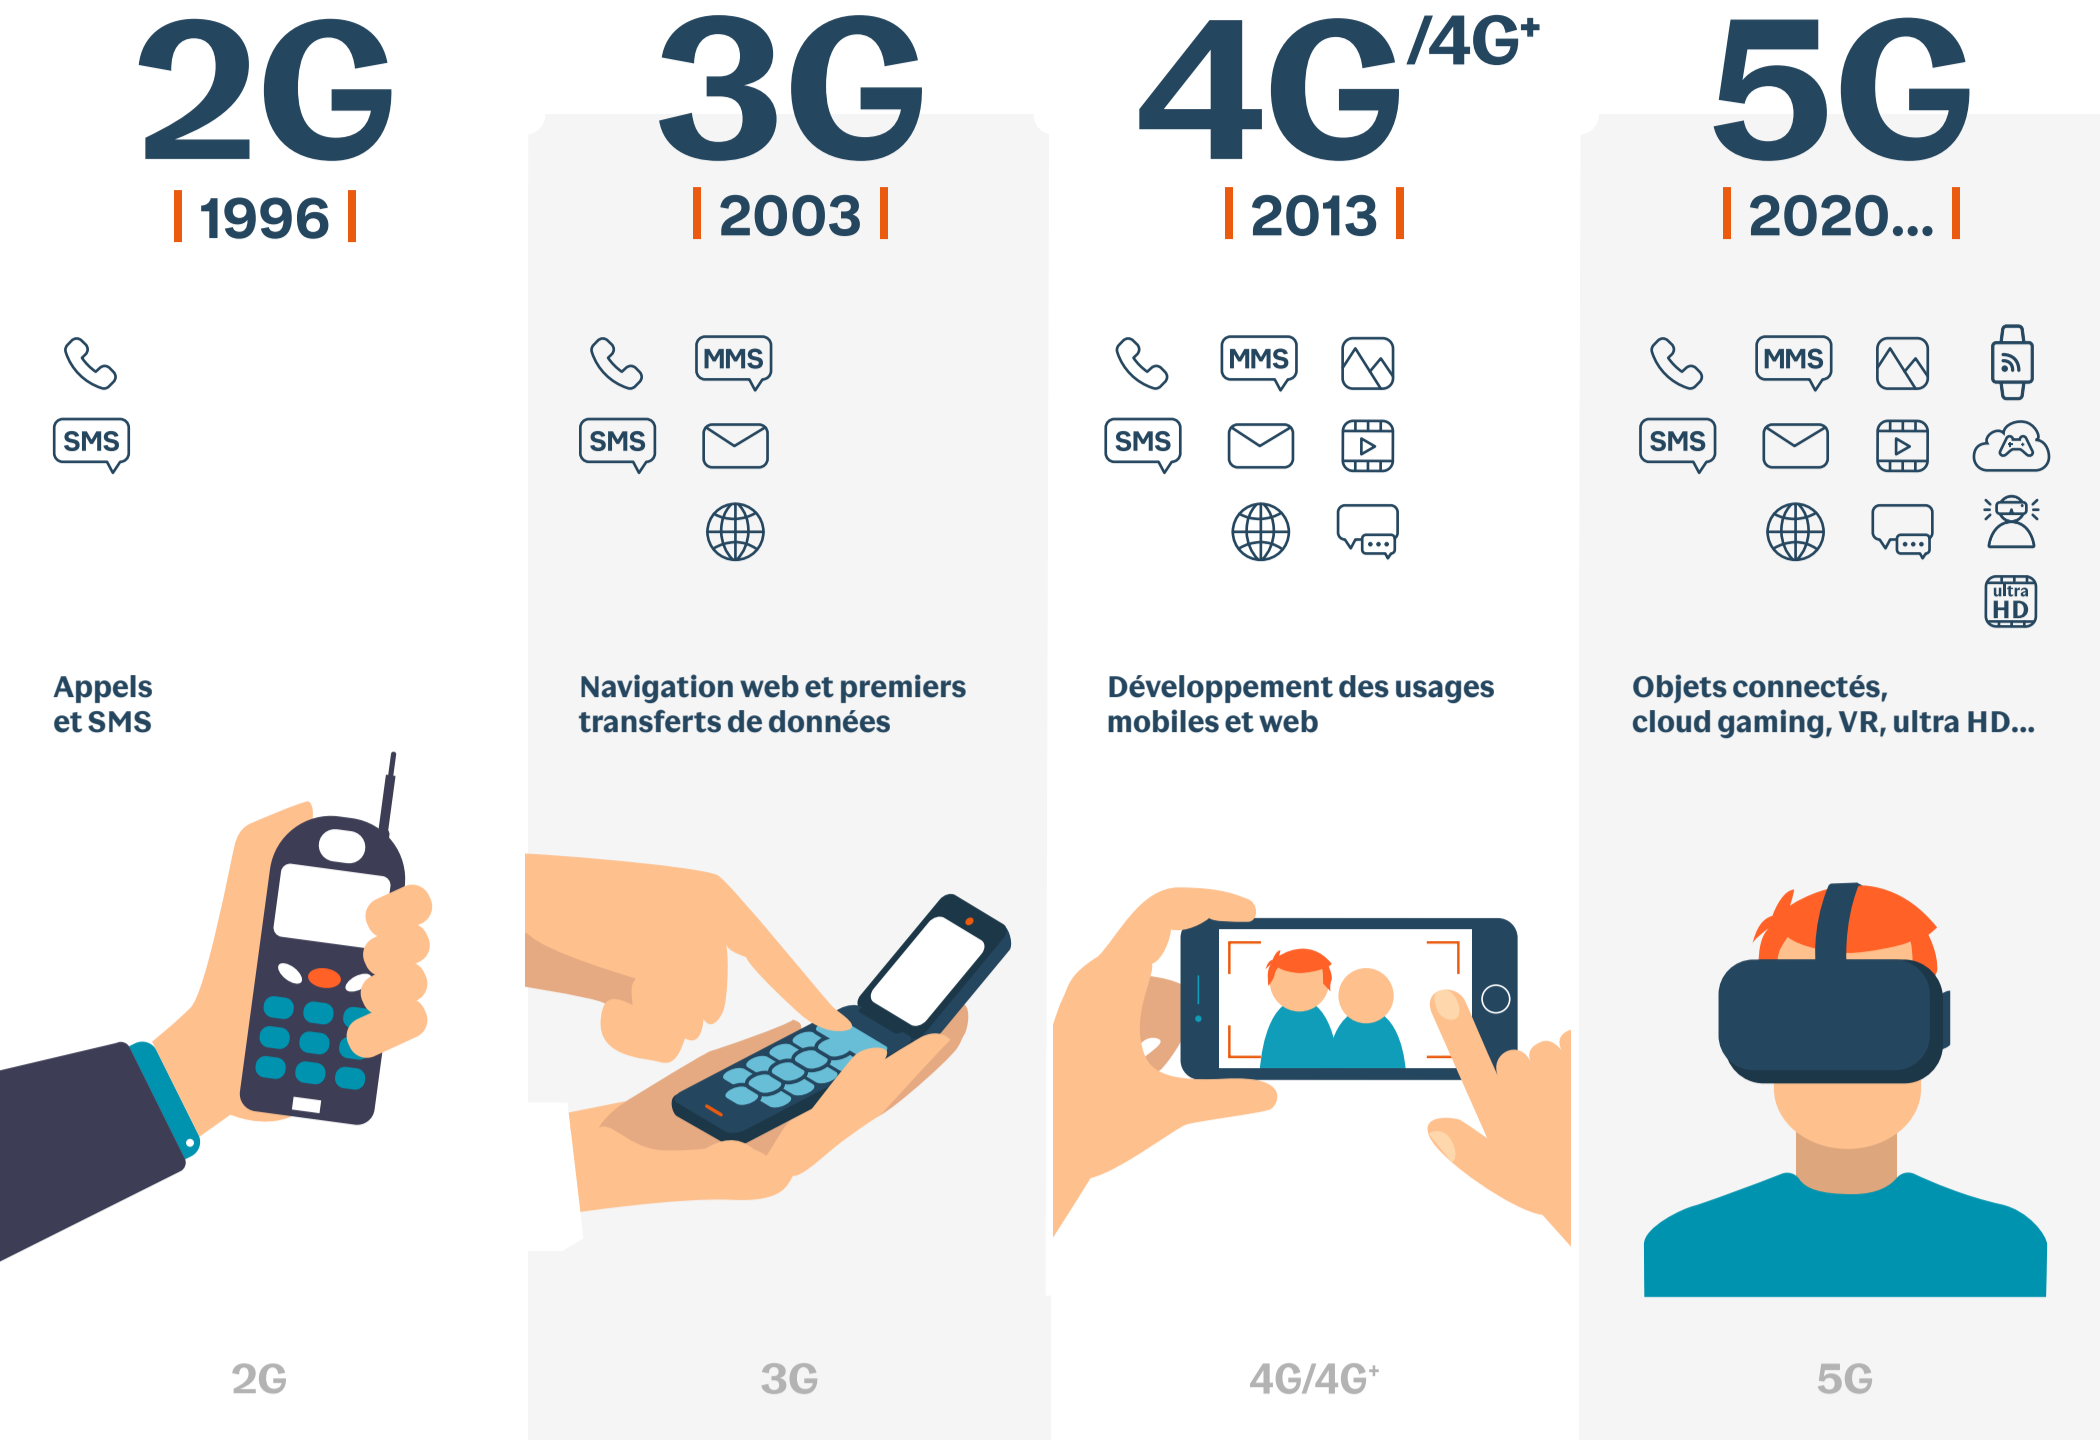 2G
| 1996 |
SMS
Appels
et SMS
2G
3G
| 2003 |
MMS
SMS
Navigation web et premiers
transferts de données
3G
4G/4G+
| 2013 |
MMS
SMS
Développement des usages
mobiles et web
4G/4G+
5G
| 2020... |
MMS
SMS
ultra
HD
Objets connectés,
cloud gaming, VR, ultra HD...
5G